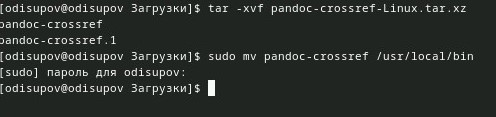 [odisupov@odisupov Загрузки]$ tar -xvf pandoc-crossref-Linux.tar.xz
pandoc-crossref
pandoc-crossref.1
[odisupov@odisupov Загрузки]$ sudo mv pandoc-crossref /usr/local/bin
[sudo] пароль для odisupov:
[odisupov@odisupov Загрузки]$